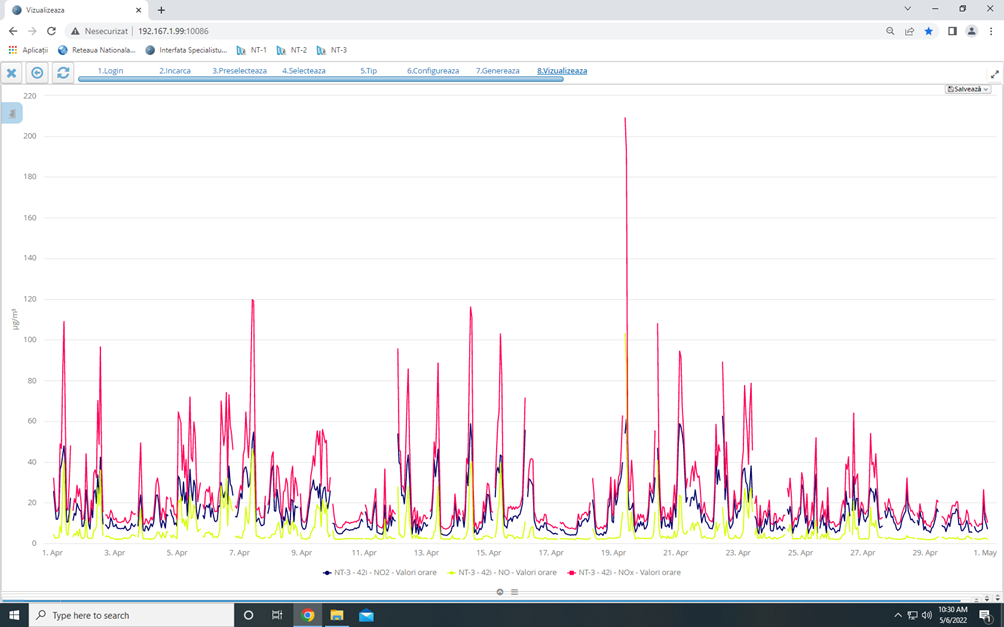 Vizualizeaza
Nesecurizat 192.167.1.99:10086
Aplicații Reteaua Nationala... Interfata Specialistu... NT-1 NT-2 NT-3
1.Login 2.Incarca 3.Preselecteaza 4.Selecteaza 5.Tip 6.Configureaza 7.Genereaza 8.Vizualizeaza
Salvează
220
200
180
160
140
120
100
80
60
40
20
0
µg/m³
1. Apr 3. Apr 5. Apr 7. Apr 9. Apr 11. Apr 13. Apr 15. Apr 17. Apr 19. Apr 21. Apr 23. Apr 25. Apr 27. Apr 29. Apr 1. May
NT-3 - 42i - NO2 - Valori orare NT-3 - 42i - NO - Valori orare NT-3 - 42i - NOx - Valori orare
Type here to search
10:30 AM
5/6/2022
1